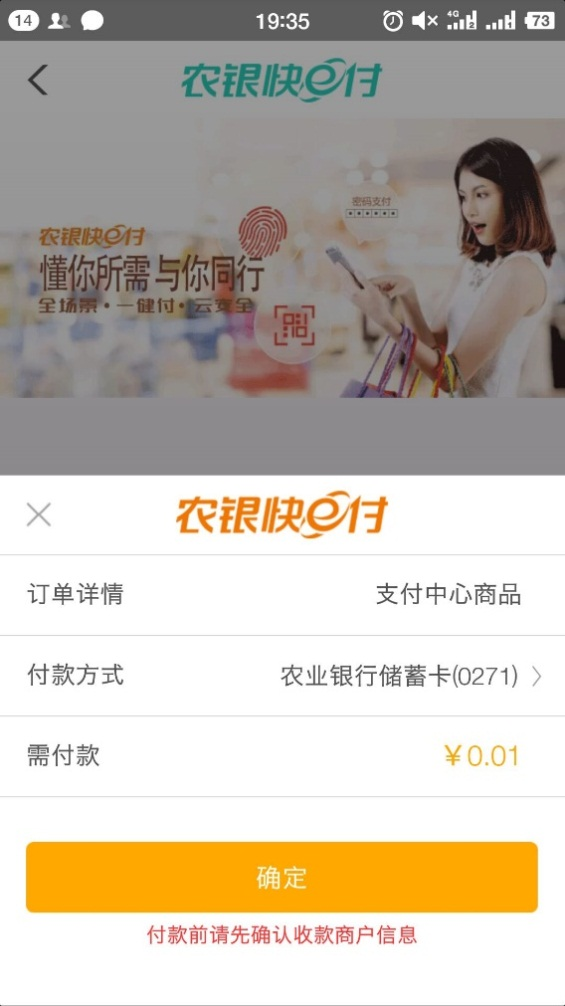 14
19:35
4G
2
73
农银快e付
密码支付
农银快e付
懂你所需 与你同行
全场景·一健付·云安全
农银快e付
订单详情
支付中心商品
付款方式
农业银行储蓄卡(0271)
需付款
￥0.01
确定
付款前请先确认收款商户信息